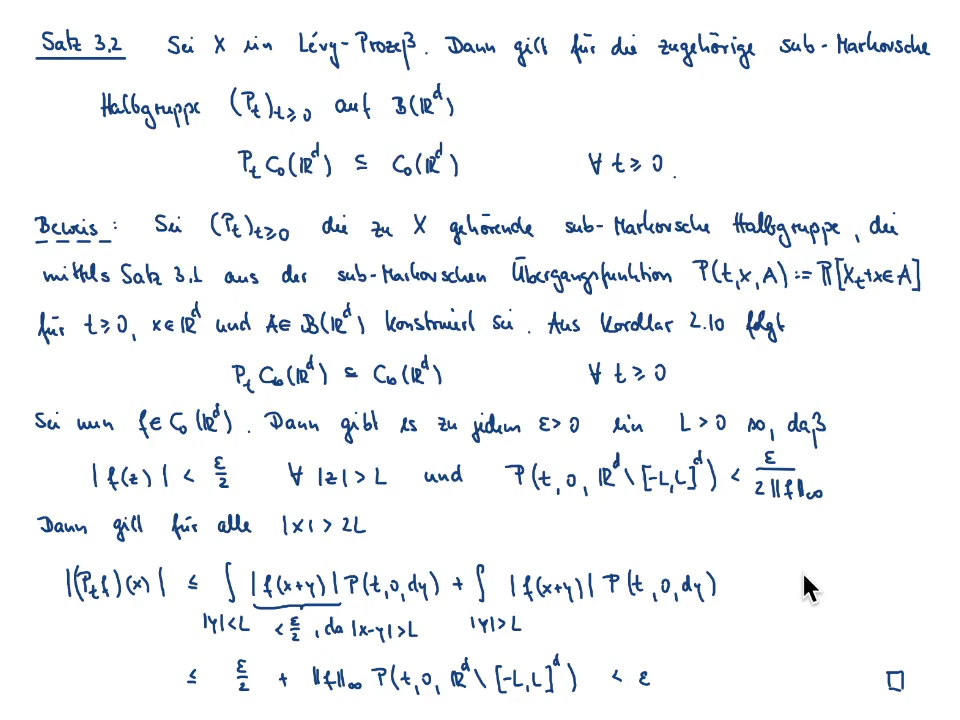 Satz 3.2 Sei X ein Lévy-Prozeß. Dann gilt für die zugehörige sub-Markovsche
Halbgruppe (P_t)_{t≥0} auf B(ℝ^d)
P_t C_0(ℝ^d) ⊆ C_0(ℝ^d) ∀ t ≥ 0.
Beweis: Sei (P_t)_{t≥0} die zu X gehörende sub-Markovsche Halbgruppe, die
mittels Satz 3.1 aus der sub-Markovschen Übergangsfunktion P(t,x,A) := ℙ[X_t+x∈A]
für t≥0, x∈ℝ^d und A∈B(ℝ^d) konstruiert sei. Aus Korollar 2.10 folgt
P_t C_b(ℝ^d) ⊆ C_b(ℝ^d) ∀ t ≥ 0
Sei nun f∈C_0(ℝ^d). Dann gibt es zu jedem ε>0 ein L>0 so, daß
|f(z)| < ε/2 ∀ |z|>L und P(t,0,ℝ^d\[-L,L]^d) < ε/(2||f||_∞)
Dann gilt für alle |x|>2L
|(P_t f)(x)| ≤ ∫ |f(x+y)| P(t,0,dy) + ∫ |f(x+y)| P(t,0,dy)
|y|<L < ε/2, da |x-y|>L |y|>L
≤ ε/2 + ||f||_∞ P(t,0,ℝ^d\[-L,L]^d) < ε □